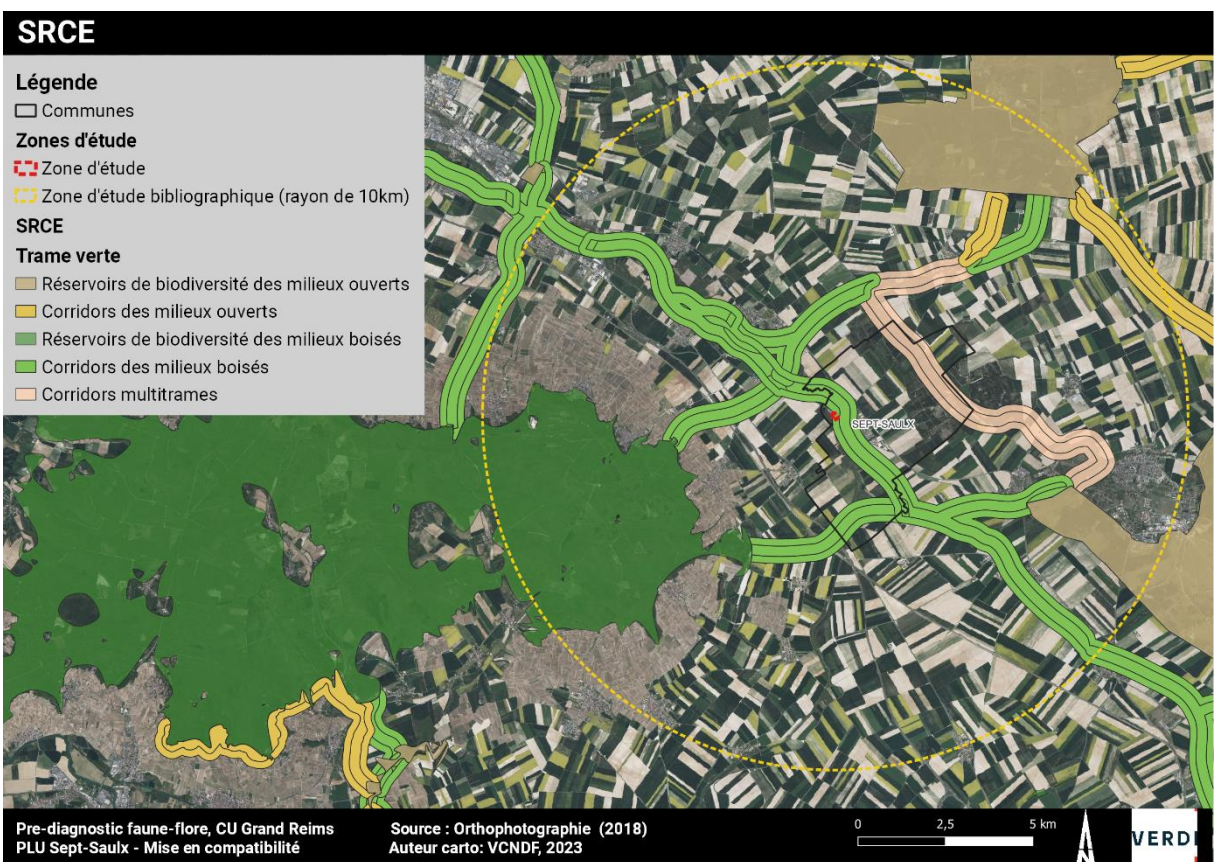 SRCE
Légende
Communes
Zones d'étude
Zone d'étude
Zone d'étude bibliographique (rayon de 10km)
SRCE
Trame verte
Réservoirs de biodiversité des milieux ouverts
Corridors des milieux ouverts
Réservoirs de biodiversité des milieux boisés
Corridors des milieux boisés
Corridors multitrames
SEPT-SAULX
Pre-diagnostic faune-flore, CU Grand Reims
PLU Sept-Saulx - Mise en compatibilité
Source : Orthophotographie (2018)
Auteur carto: VCNDF, 2023
0 2,5 5 km
N
VERDI